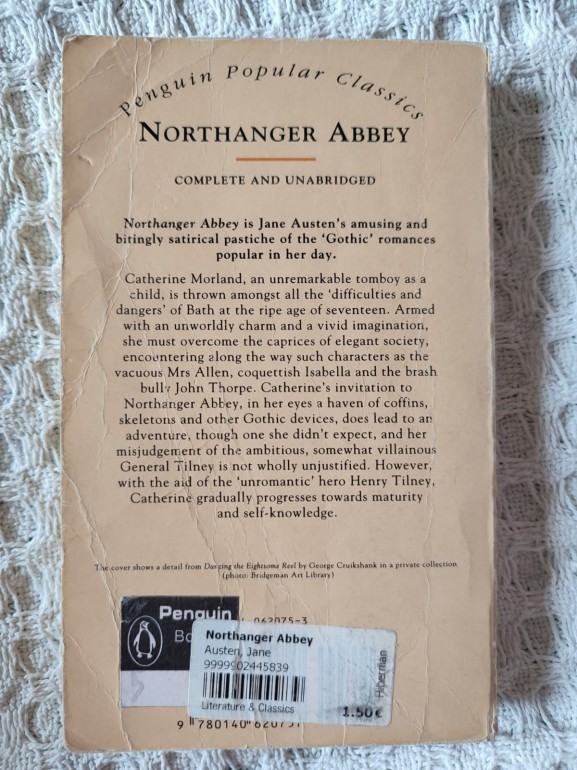 Penguin Popular Classics
NORTHANGER ABBEY
COMPLETE AND UNABRIDGED
Northanger Abbey is Jane Austen's amusing and
bitingly satirical pastiche of the 'Gothic' romances
popular in her day.
Catherine Morland, an unremarkable tomboy as a
child, is thrown amongst all the 'difficulties and
dangers' of Bath at the ripe age of seventeen. Armed
with an unworldly charm and a vivid imagination,
she must overcome the caprices of elegant society,
encountering along the way such characters as the
vacuous Mrs Allen, coquettish Isabella and the brash
bully John Thorpe. Catherine's invitation to
Northanger Abbey, in her eyes a haven of coffins,
skeletons and other Gothic devices, does lead to an
adventure, though one she didn't expect, and her
misjudgement of the ambitious, somewhat villainous
General Tilney is not wholly unjustified. However,
with the aid of the 'unromantic' hero Henry Tilney,
Catherine gradually progresses towards maturity
and self-knowledge.
The cover shows a detail from Dancing the Eightsome Reel by George Cruikshank in a private collection
(photo: Bridgeman Art Library)
Penguin
062075-3
Northanger Abbey
Austen, Jane
9999902445839
Literature & Classics
1.50€
Hibernian
9 780140 620751